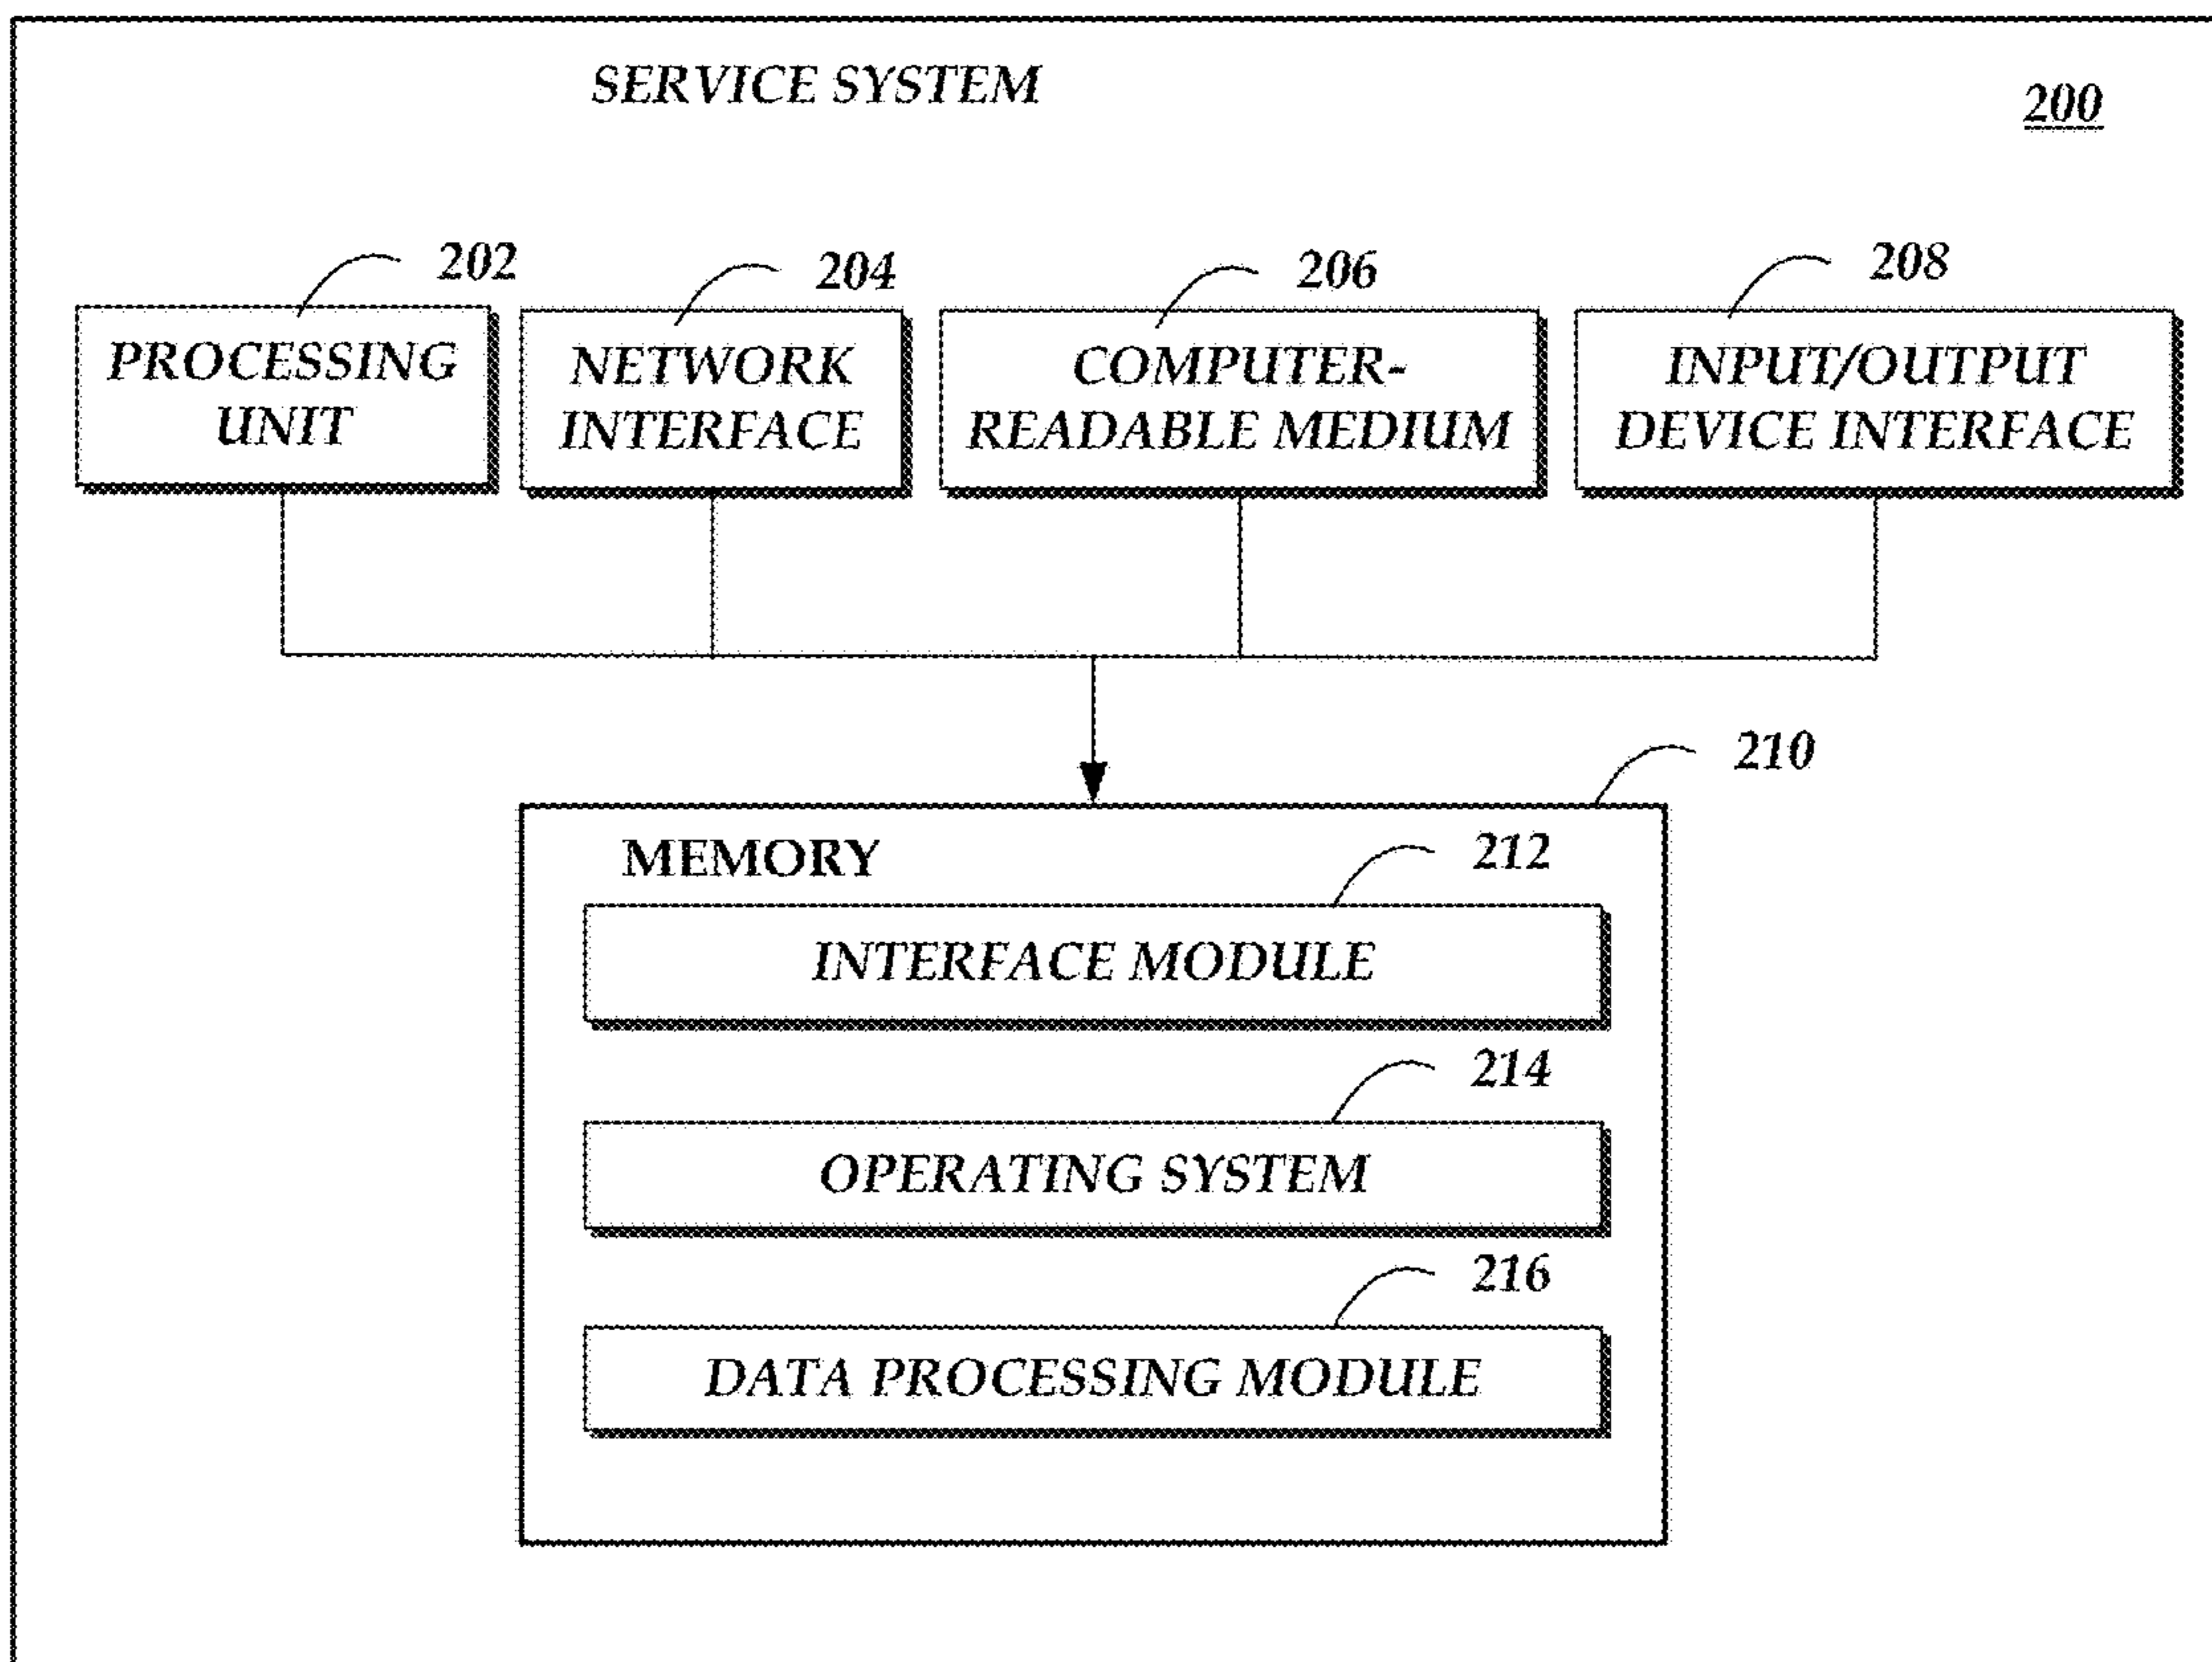 SERVICE SYSTEM
200
202
204
206
208
PROCESSING
UNIT
NETWORK
INTERFACE
COMPUTER-
READABLE MEDIUM
INPUT/OUTPUT
DEVICE INTERFACE
210
MEMORY
212
INTERFACE MODULE
214
OPERATING SYSTEM
216
DATA PROCESSING MODULE